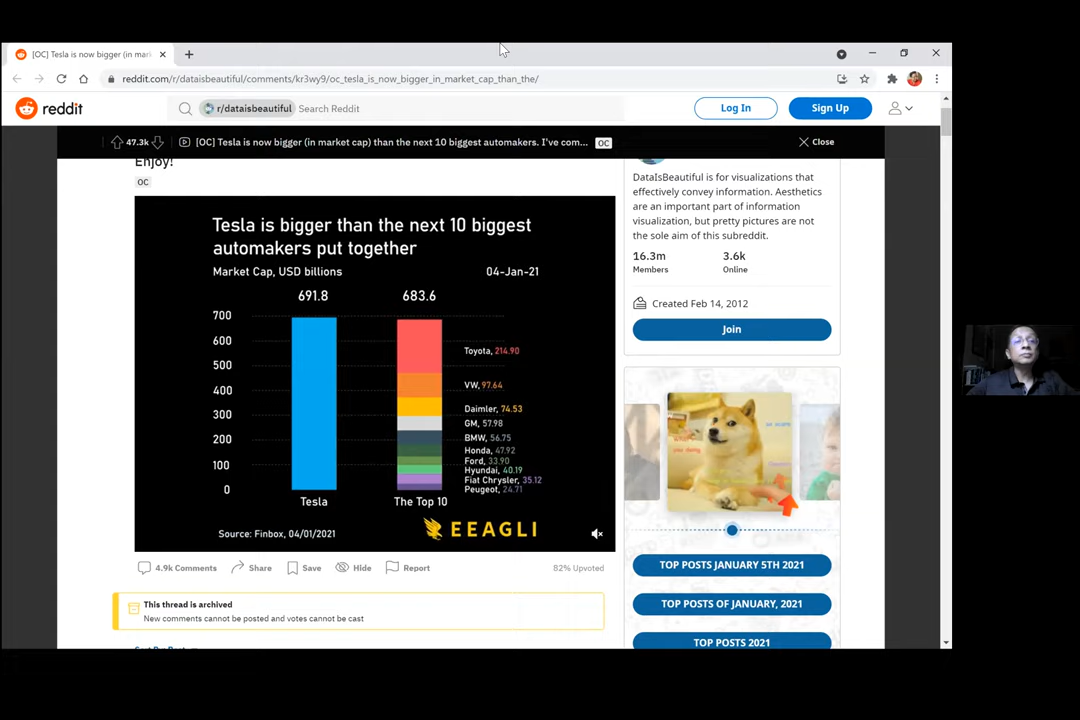 [OC] Tesla is now bigger (in mar
reddit.com/r/dataisbeautiful/comments/kr3wy9/oc_tesla_is_now_bigger_in_market_cap_than_the/
reddit
r/dataisbeautiful Search Reddit
Log In
Sign Up
47.3k
[OC] Tesla is now bigger (in market cap) than the next 10 biggest automakers. I've com...
OC
Close
Enjoy!
OC
Tesla is bigger than the next 10 biggest
automakers put together
Market Cap, USD billions
04-Jan-21
691.8
683.6
700
600
500
400
300
200
100
0
Toyota, 214.90
VW, 97.64
Daimler, 74.53
GM, 57.98
BMW, 56.75
Honda, 47.92
Ford, 33.90
Hyundai, 40.19
Fiat Chrysler, 35.12
Peugeot, 24.71
Tesla
The Top 10
Source: Finbox, 04/01/2021
EEAGLI
4.9k Comments
Share
Save
Hide
Report
82% Upvoted
This thread is archived
New comments cannot be posted and votes cannot be cast
DataIsBeautiful is for visualizations that
effectively convey information. Aesthetics
are an important part of information
visualization, but pretty pictures are not
the sole aim of this subreddit.
16.3m
3.6k
Members
Online
Created Feb 14, 2012
Join
TOP POSTS JANUARY 5TH 2021
TOP POSTS OF JANUARY, 2021
TOP POSTS 2021